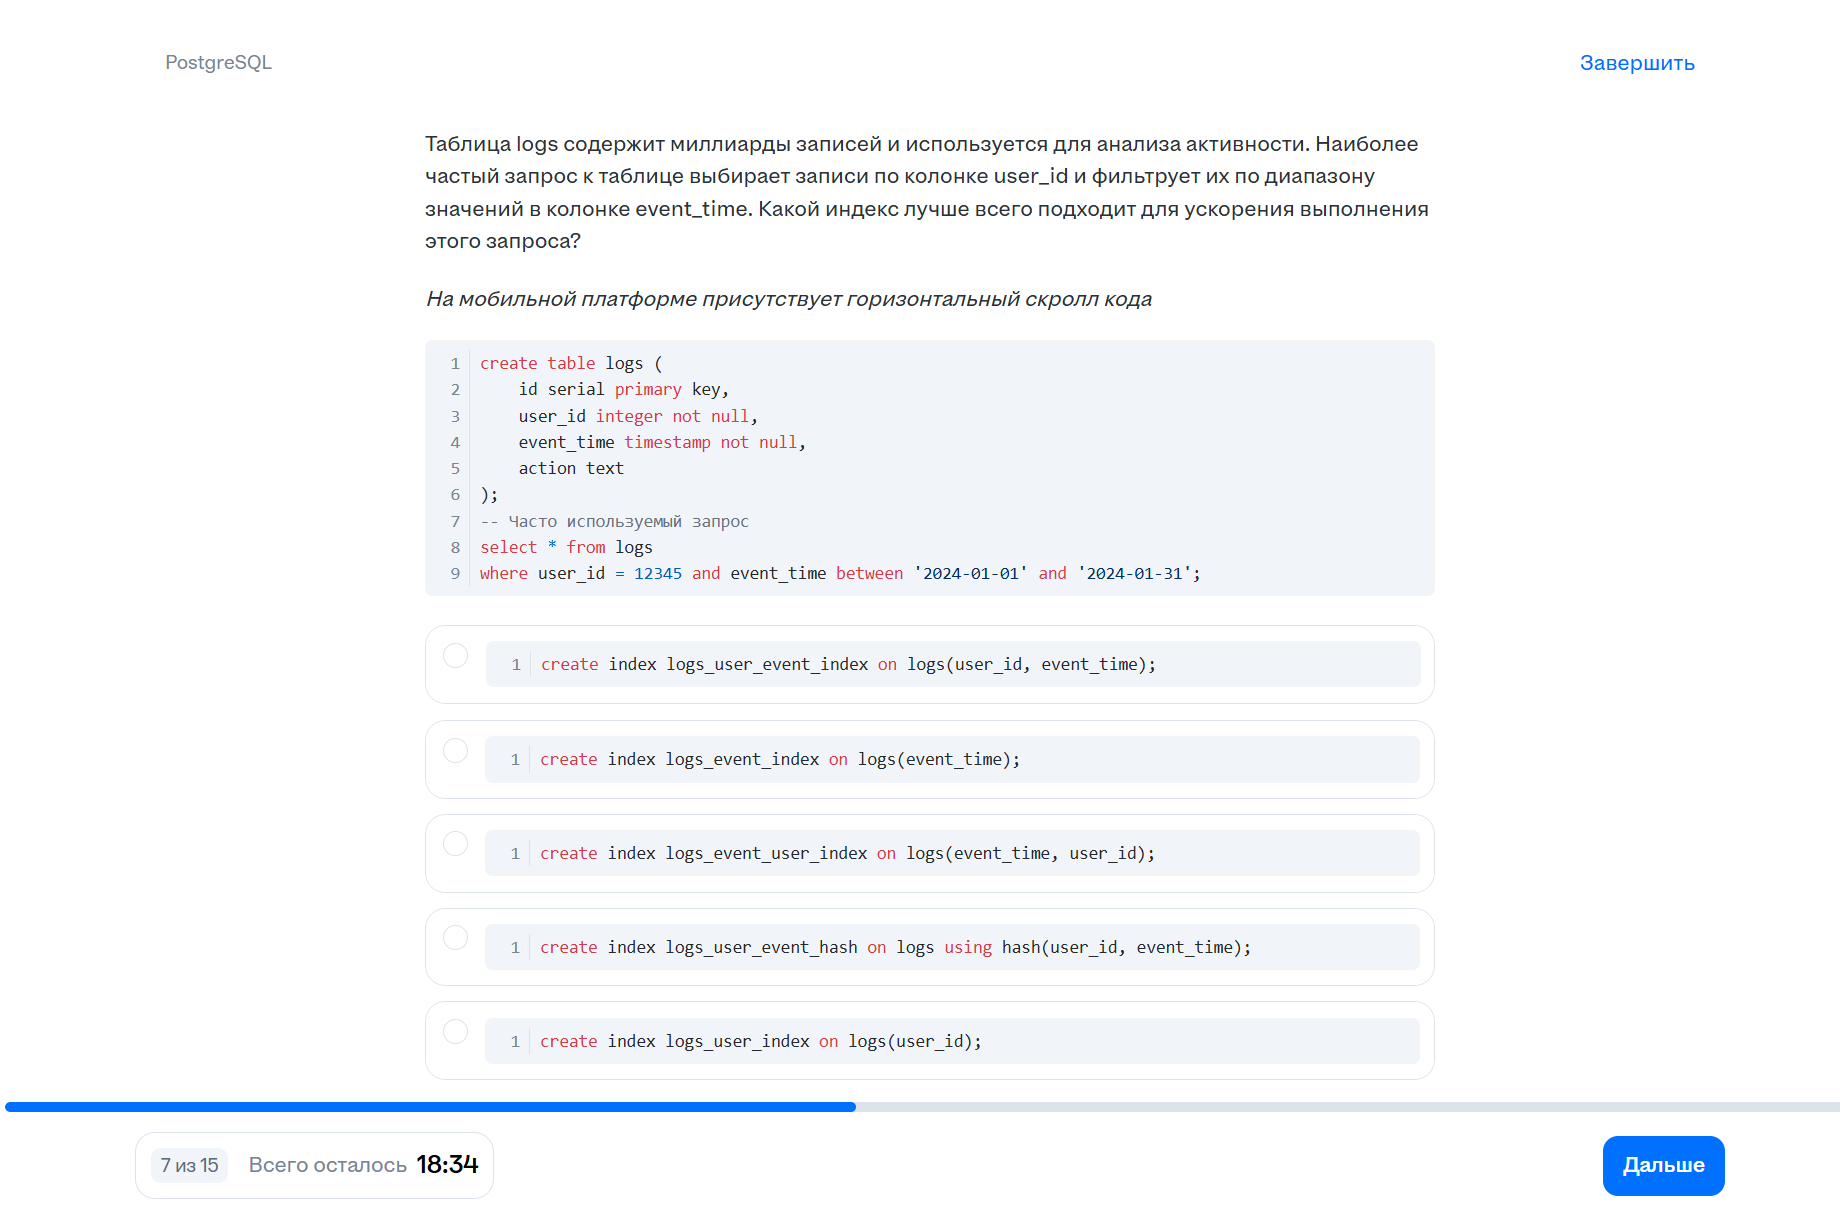 PostgreSQL
Завершить
Таблица logs содержит миллиарды записей и используется для анализа активности. Наиболее
частый запрос к таблице выбирает записи по колонке user_id и фильтрует их по диапазону
значений в колонке event_time. Какой индекс лучше всего подходит для ускорения выполнения
этого запроса?
На мобильной платформе присутствует горизонтальный скролл кода
1 create table logs (
2     id serial primary key,
3     user_id integer not null,
4     event_time timestamp not null,
5     action text
6 );
7 -- Часто используемый запрос
8 select * from logs
9 where user_id = 12345 and event_time between '2024-01-01' and '2024-01-31';
1 create index logs_user_event_index on logs(user_id, event_time);
1 create index logs_event_index on logs(event_time);
1 create index logs_event_user_index on logs(event_time, user_id);
1 create index logs_user_event_hash on logs using hash(user_id, event_time);
1 create index logs_user_index on logs(user_id);
7 из 15 Всего осталось 18:34
Дальше